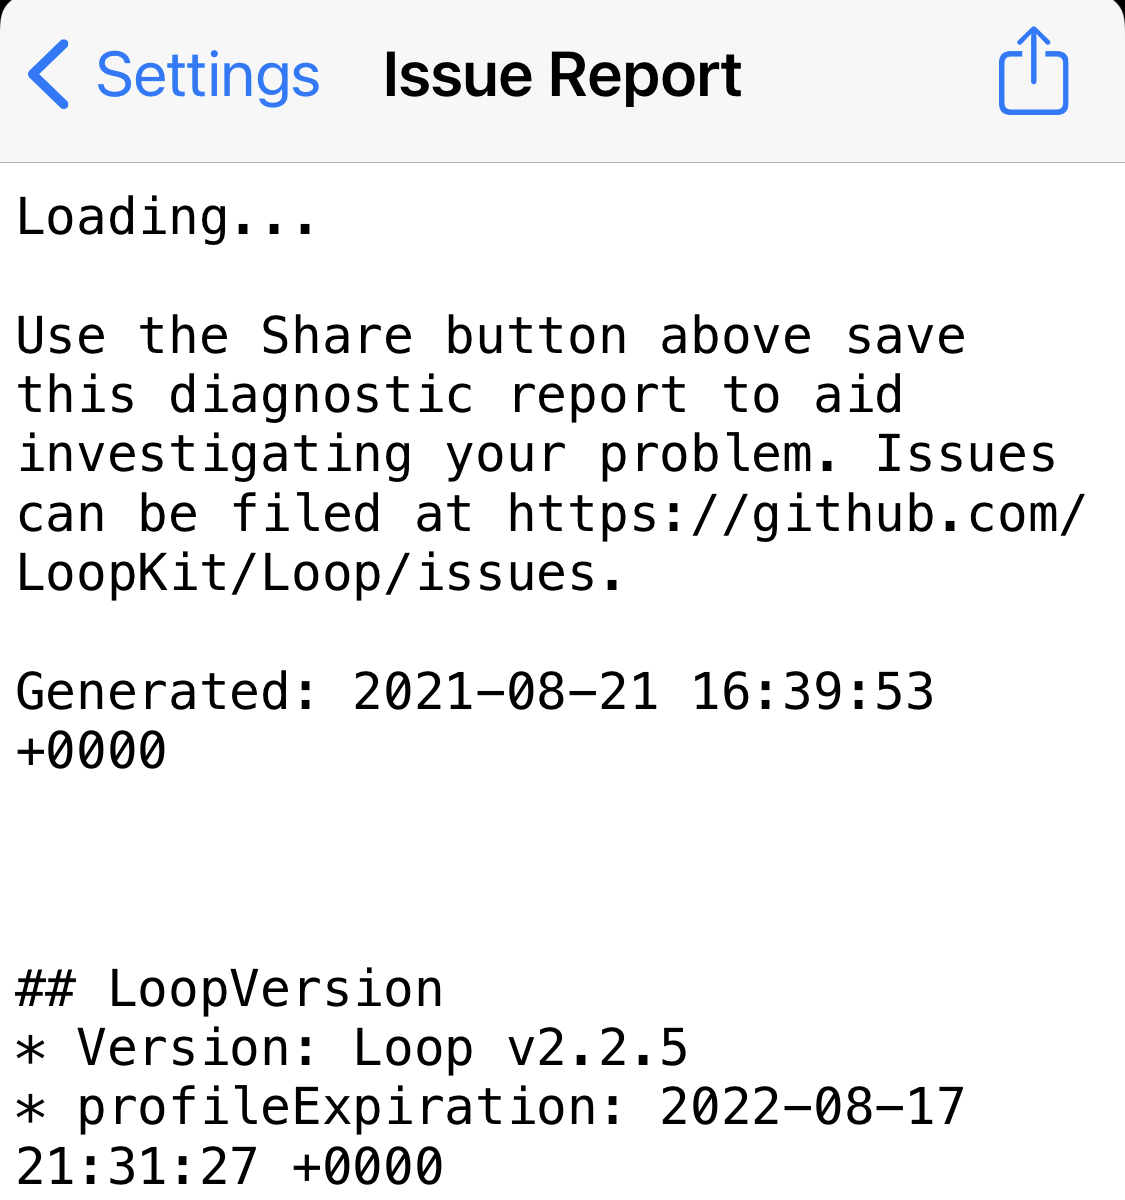 Settings Issue Report
Loading...
Use the Share button above save
this diagnostic report to aid
investigating your problem. Issues
can be filed at https://github.com/
LoopKit/Loop/issues.
Generated: 2021-08-21 16:39:53
+0000
## LoopVersion
* Version: Loop v2.2.5
* profileExpiration: 2022-08-17
21:31:27 +0000